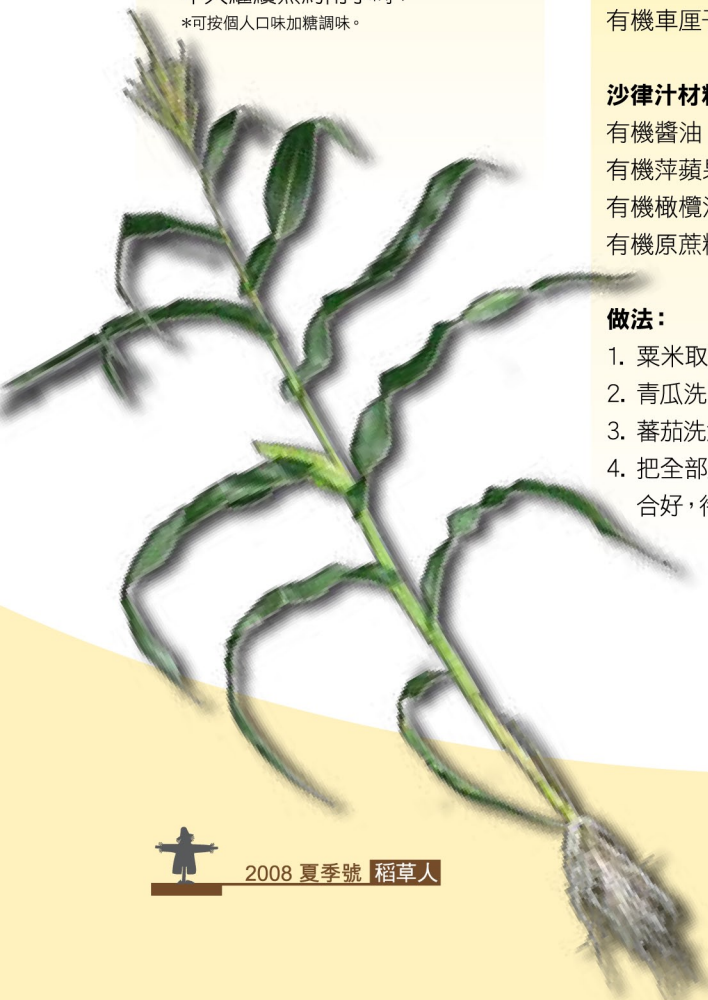 *可按個人口味加糖調味。
有機車厘
沙律汁材
有機醬油
有機萍蘋
有機橄欖
有機原蔗
做法：
1. 粟米取
2. 青瓜洗
3. 蕃茄洗
4. 把全部
合好，
2008 夏季號 稻草人